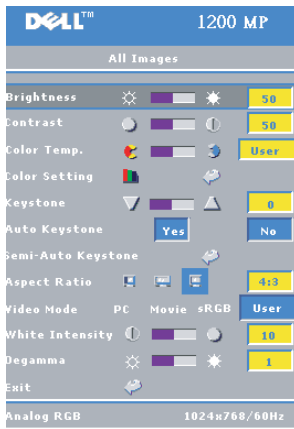 DELL™ 1200 MP
All Images
Brightness 50
Contrast 50
Color Temp. User
Color Setting
Keystone 0
Auto Keystone Yes No
Semi-Auto Keystone
Aspect Ratio 4:3
Video Mode PC Movie sRGB User
White Intensity 10
Degamma 1
Exit
Analog RGB 1024x768/60Hz